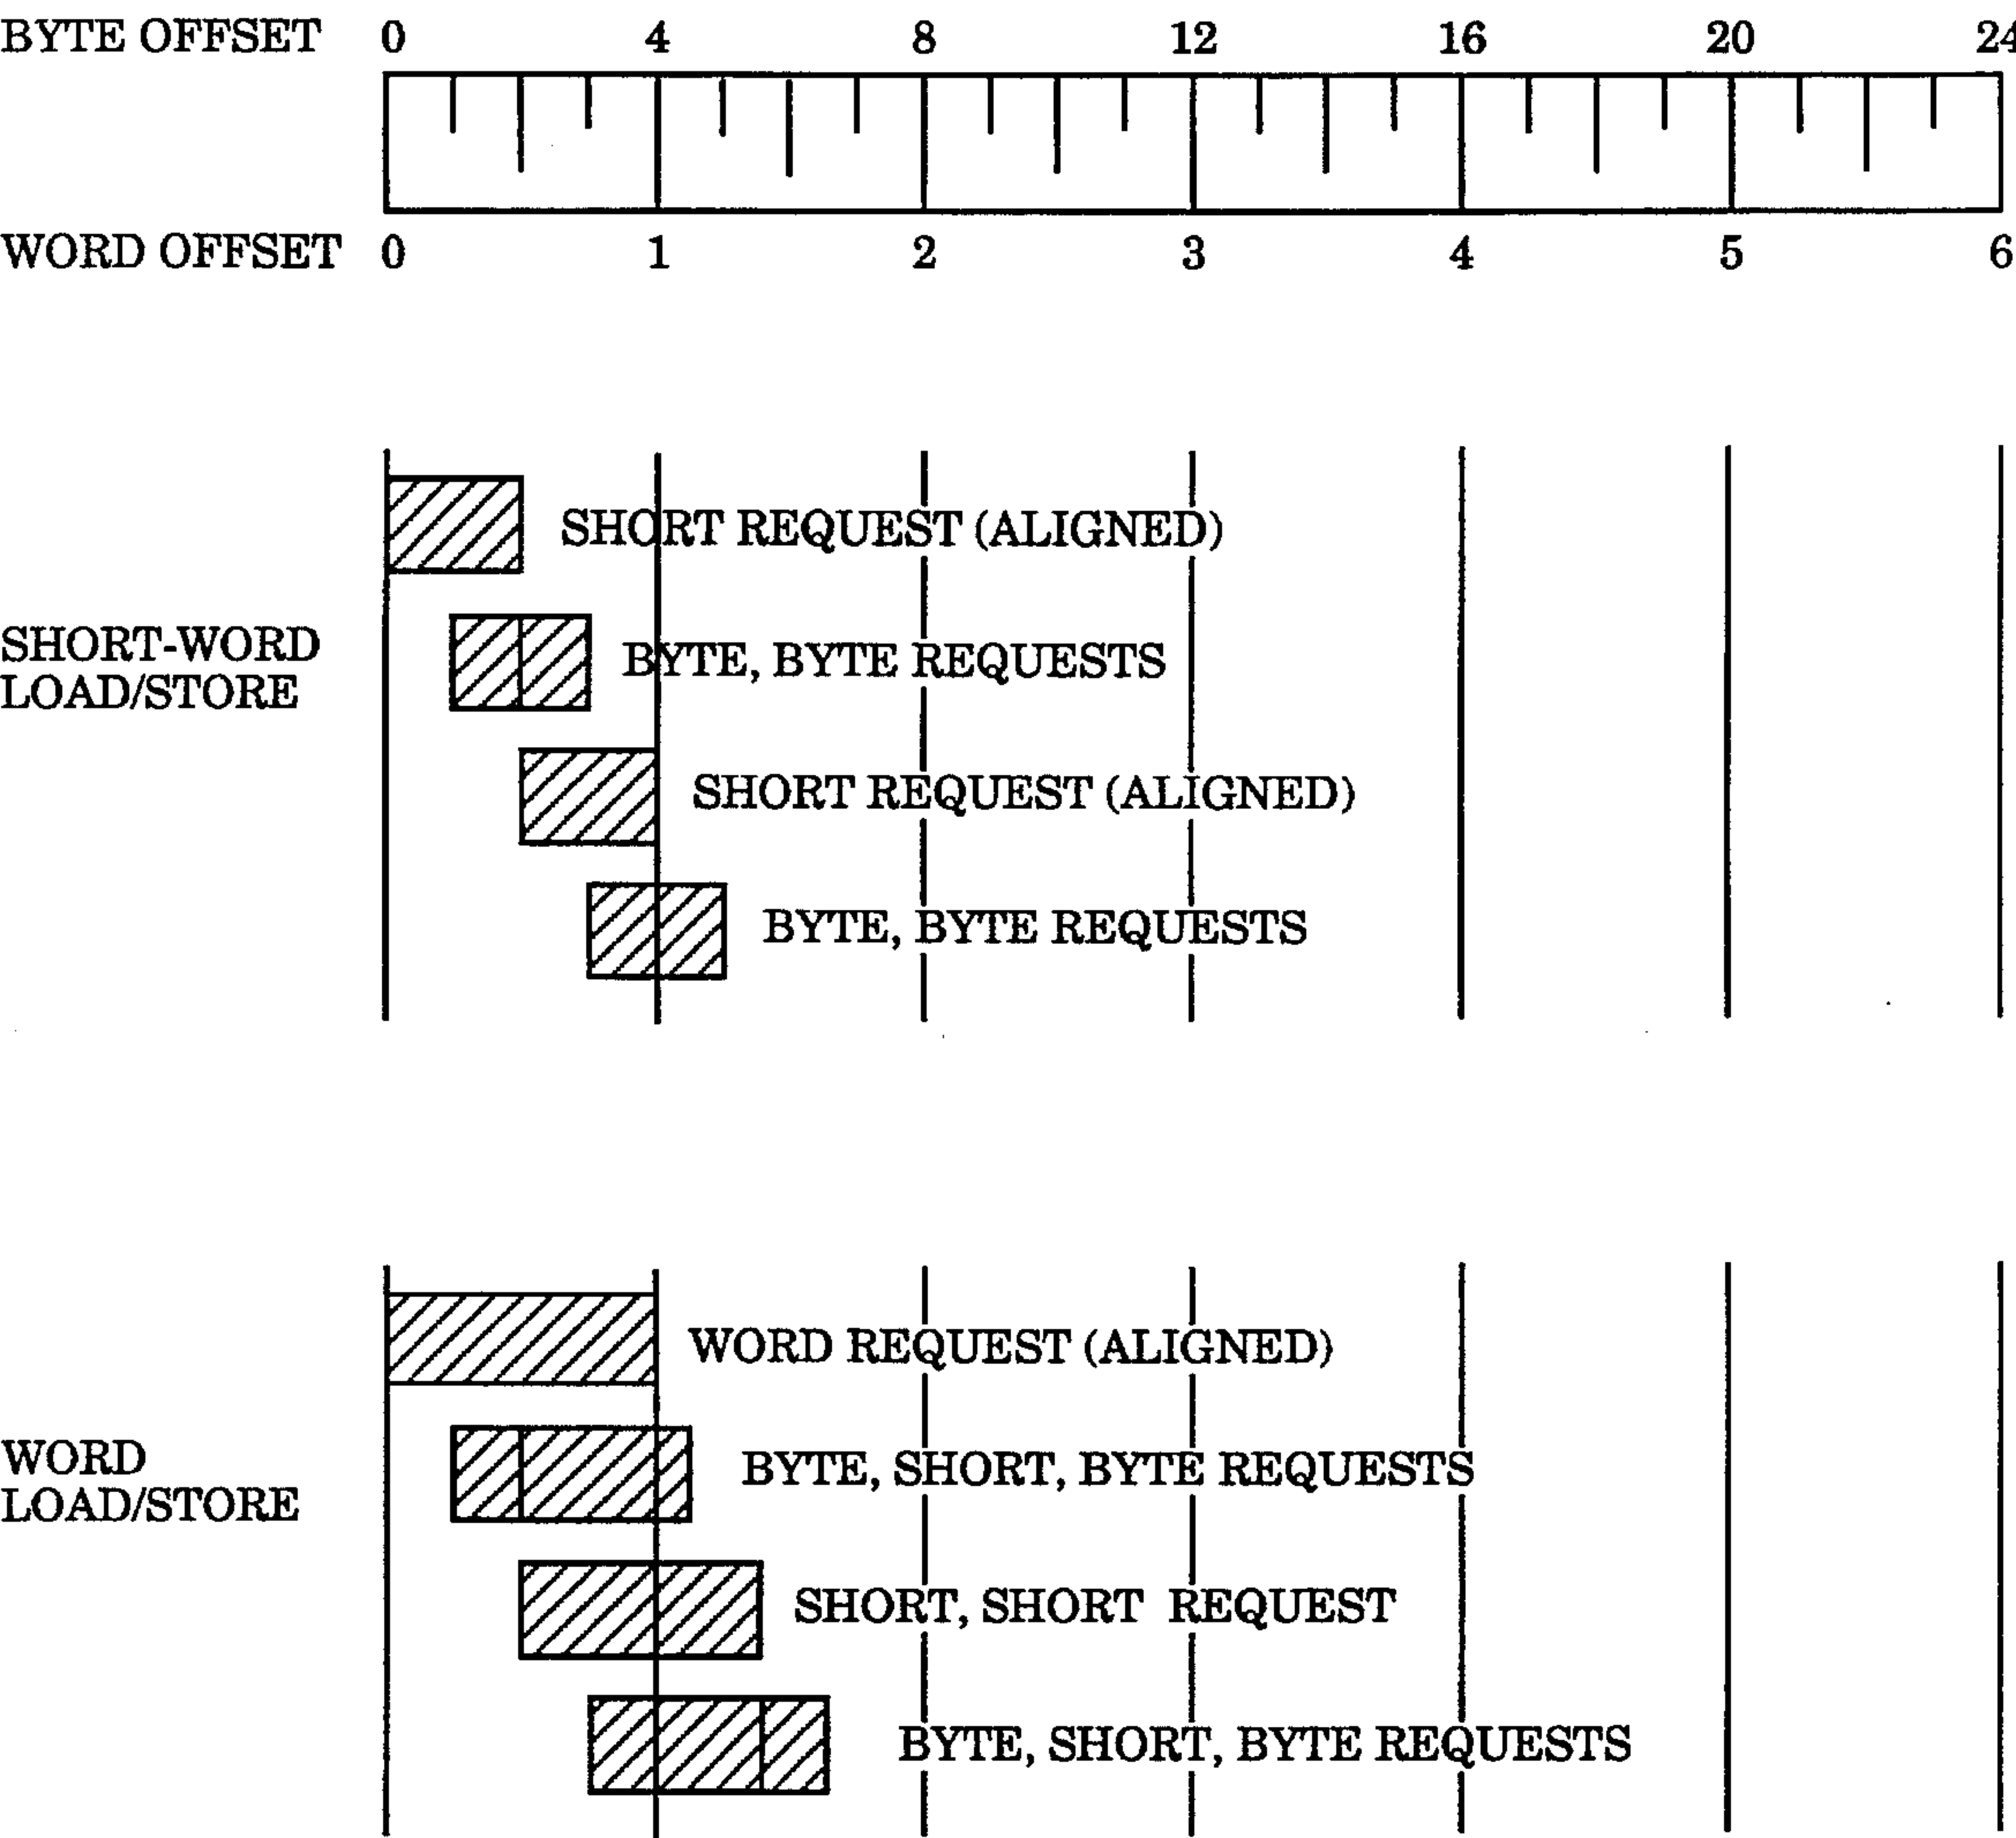 BYTE OFFSET 0 4 8 12 16 20 24
WORD OFFSET 0 1 2 3 4 5 6
SHORT REQUEST (ALIGNED)
SHORT-WORD
LOAD/STORE
BYTE, BYTE REQUESTS
SHORT REQUEST (ALIGNED)
BYTE, BYTE REQUESTS
WORD REQUEST (ALIGNED)
WORD
LOAD/STORE
BYTE, SHORT, BYTE REQUESTS
SHORT, SHORT REQUEST
BYTE, SHORT, BYTE REQUESTS